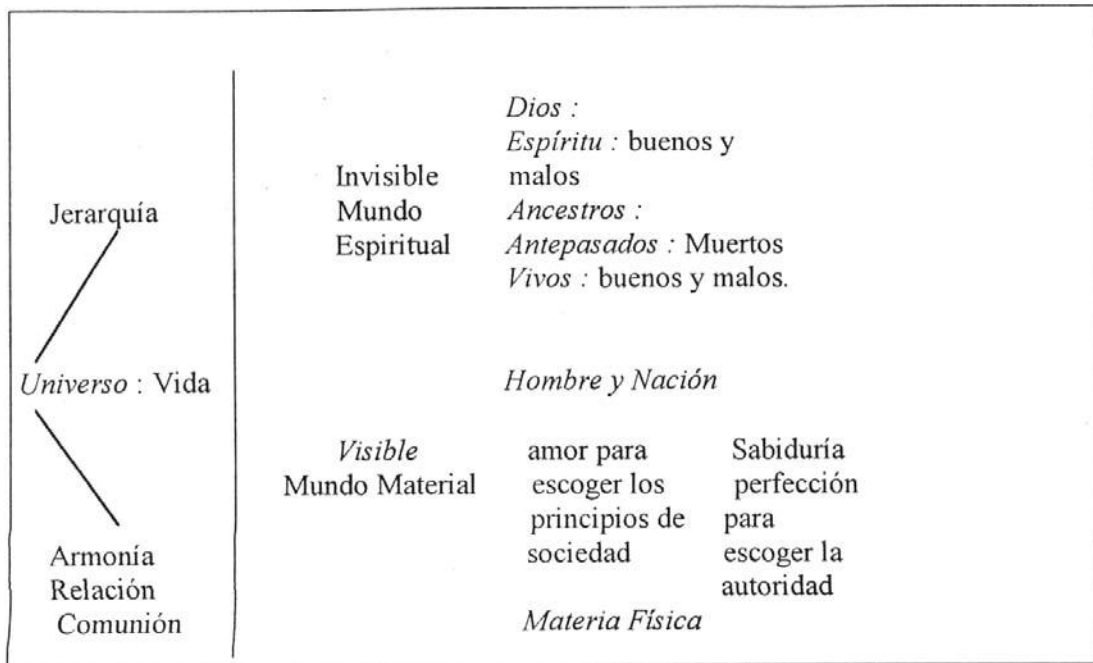 Jerarquía
Universo : Vida
Armonía
Relación
Comunión
Invisible
Mundo
Espiritual
Dios :
Espíritu : buenos y
malos
Ancestros :
Antepasados : Muertos
Vivos : buenos y malos.
Hombre y Nación
Visible
Mundo Material
amor para
escoger los
principios de
sociedad
Sabiduría
perfección
para
escoger la
autoridad
Materia Física